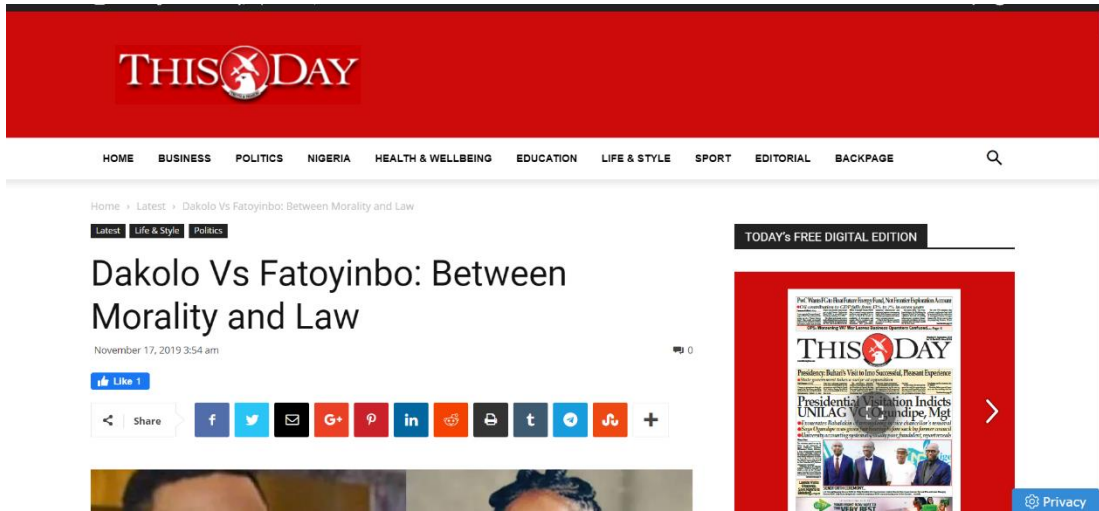 THISDAY
HOME BUSINESS POLITICS NIGERIA HEALTH & WELLBEING EDUCATION LIFE & STYLE SPORT EDITORIAL BACKPAGE
Home › Latest › Dakolo Vs Fatoyinbo: Between Morality and Law
Latest Life & Style Politics
Dakolo Vs Fatoyinbo: Between
Morality and Law
November 17, 2019 3:54 am 0
Like 1
Share
TODAY's FREE DIGITAL EDITION
THISDAY
Presidency: Buhari's Visit to Imo Successful, Pleasant Experience
Presidential Visitation Indicts
UNILAG VC Ogundipe, Mgt
VERY BEST
Privacy